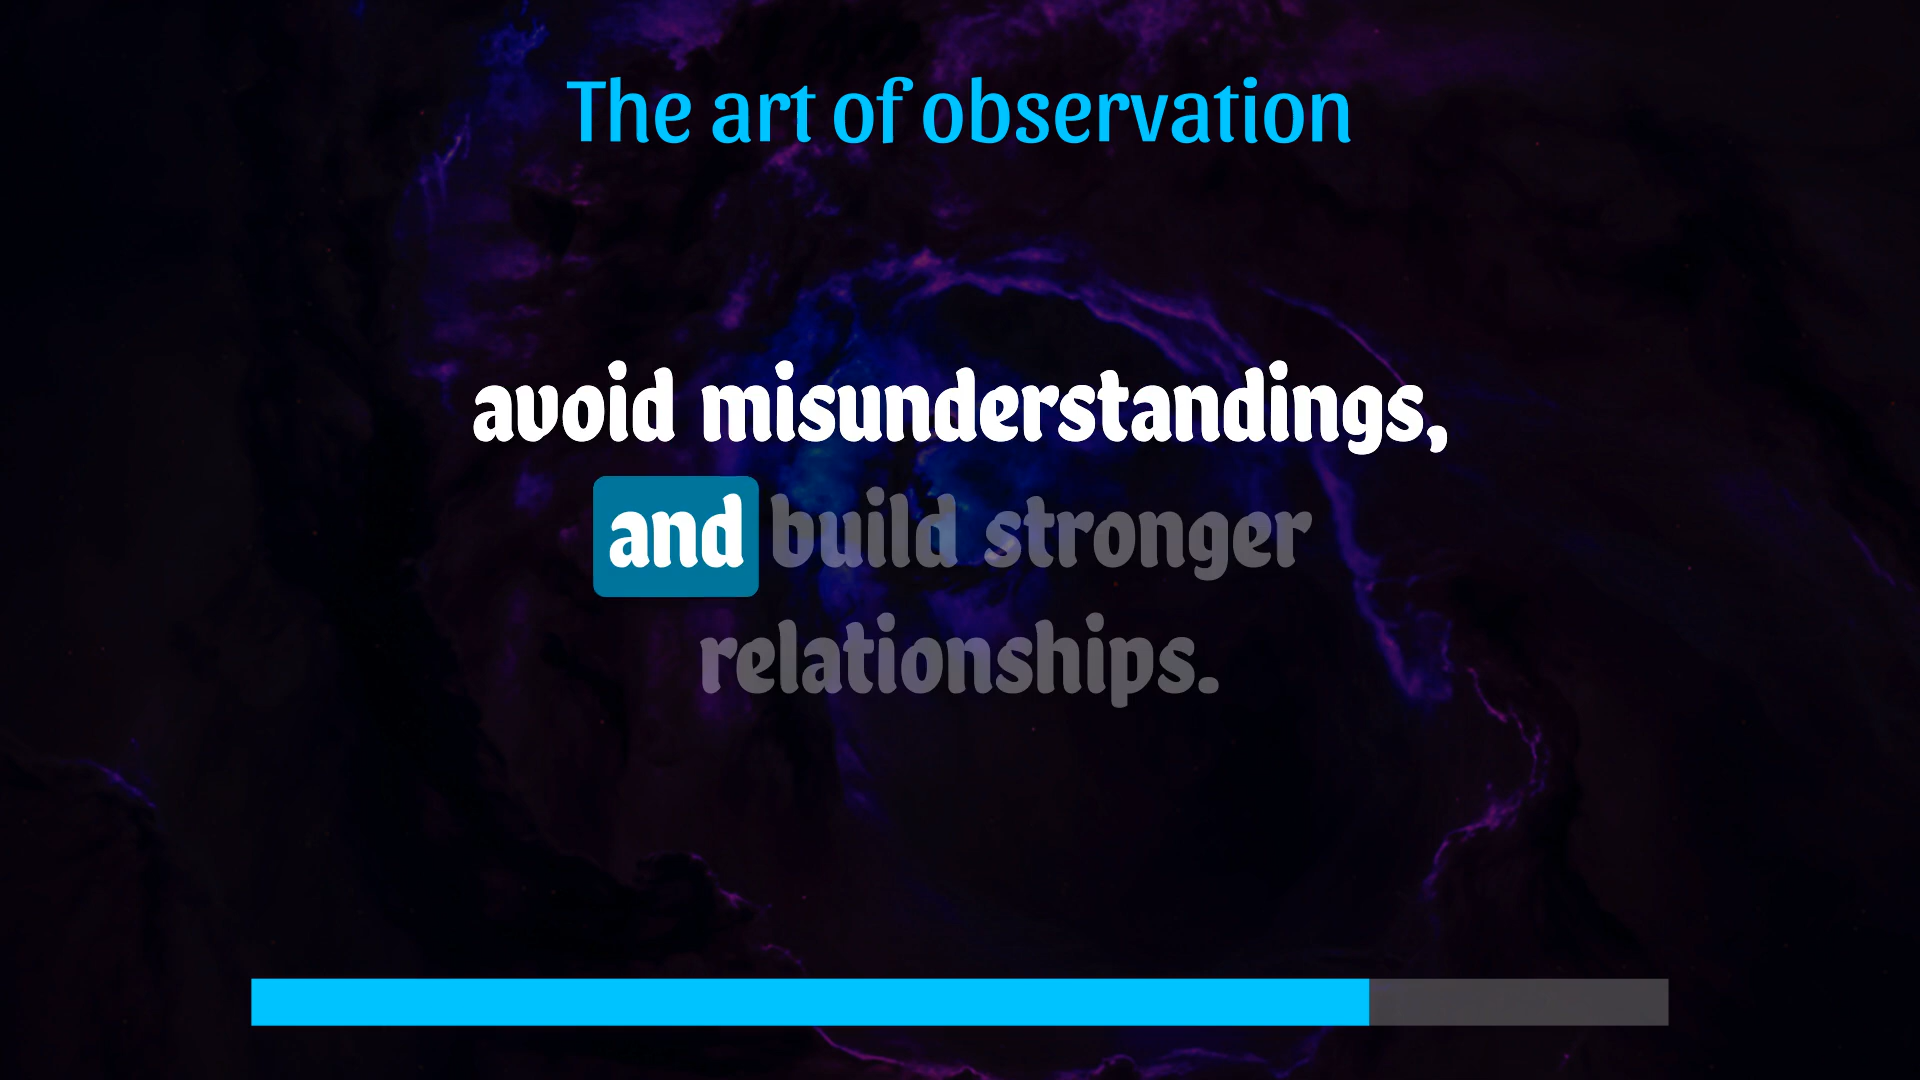 The art of observation
avoid misunderstandings,
and build stronger
relationships.